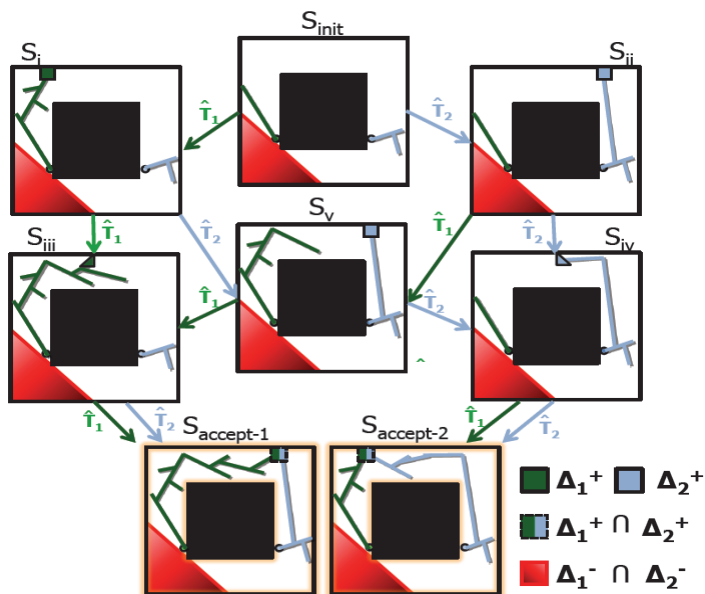 S_init
S_i
S_ii
T̂_1
T̂_2
T̂_1
T̂_2
T̂_1
T̂_2
S_iii
S_v
S_iv
T̂_1
T̂_2
T̂_1
T̂_2
T̂_1
T̂_2
S_accept-1
S_accept-2
Δ_1^+ Δ_2^+
Δ_1^+ ∩ Δ_2^+
Δ_1^- ∩ Δ_2^-